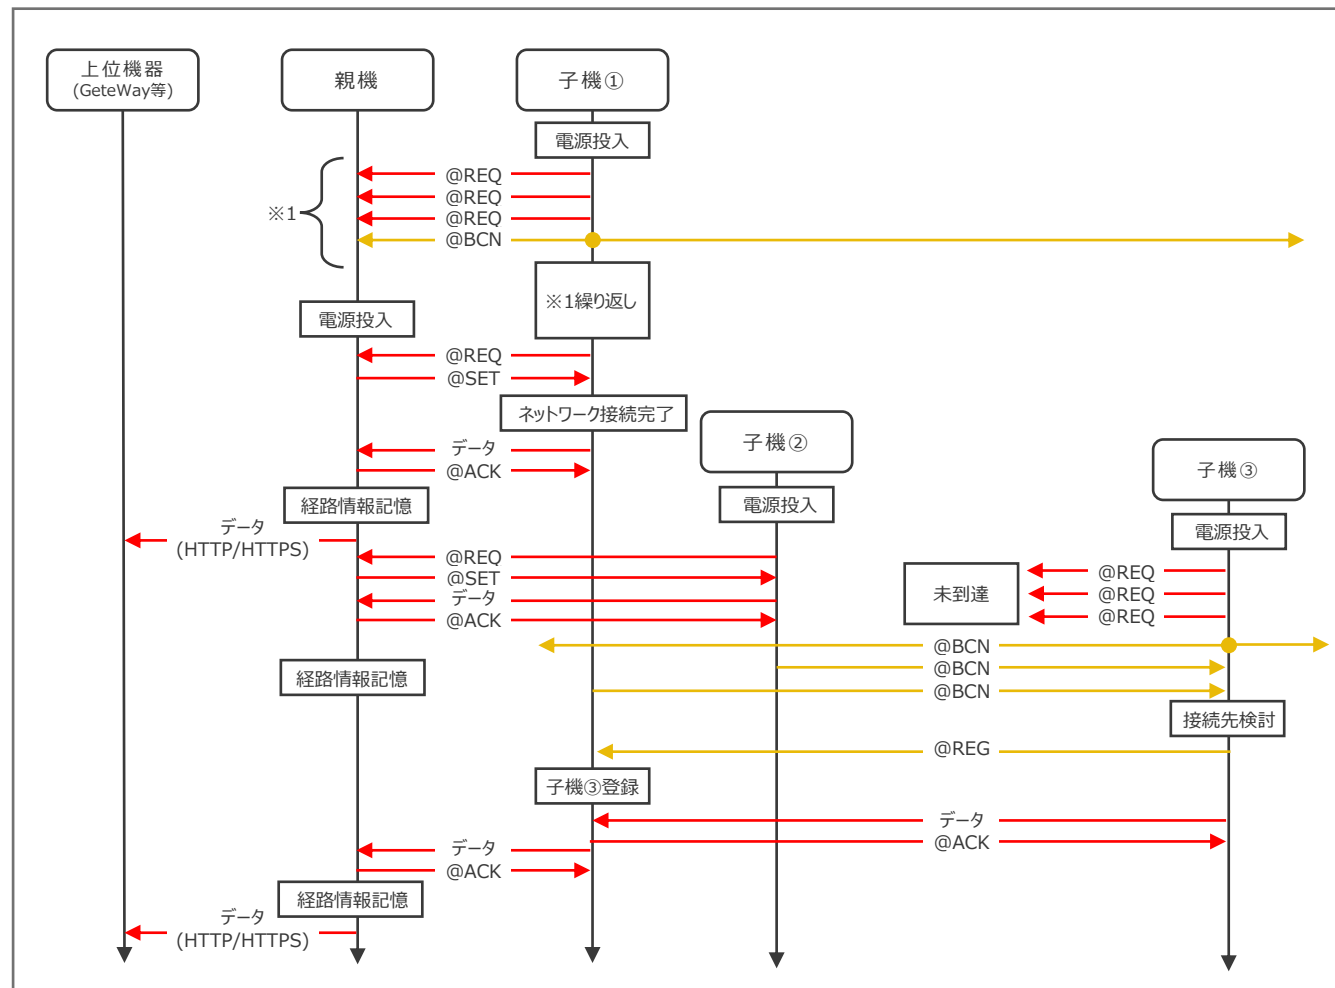 上位機器
(GeteWay等)
親機
子機①
電源投入
@REQ
@REQ
@REQ
※1
@BCN
※1繰り返し
電源投入
@REQ
@SET
ネットワーク接続完了
子機②
データ
@ACK
子機③
経路情報記憶
電源投入
電源投入
データ
(HTTP/HTTPS)
@REQ
@SET
データ
@ACK
未到達
@REQ
@REQ
@REQ
@BCN
@BCN
@BCN
経路情報記憶
接続先検討
@REG
子機③登録
データ
@ACK
データ
@ACK
経路情報記憶
データ
(HTTP/HTTPS)